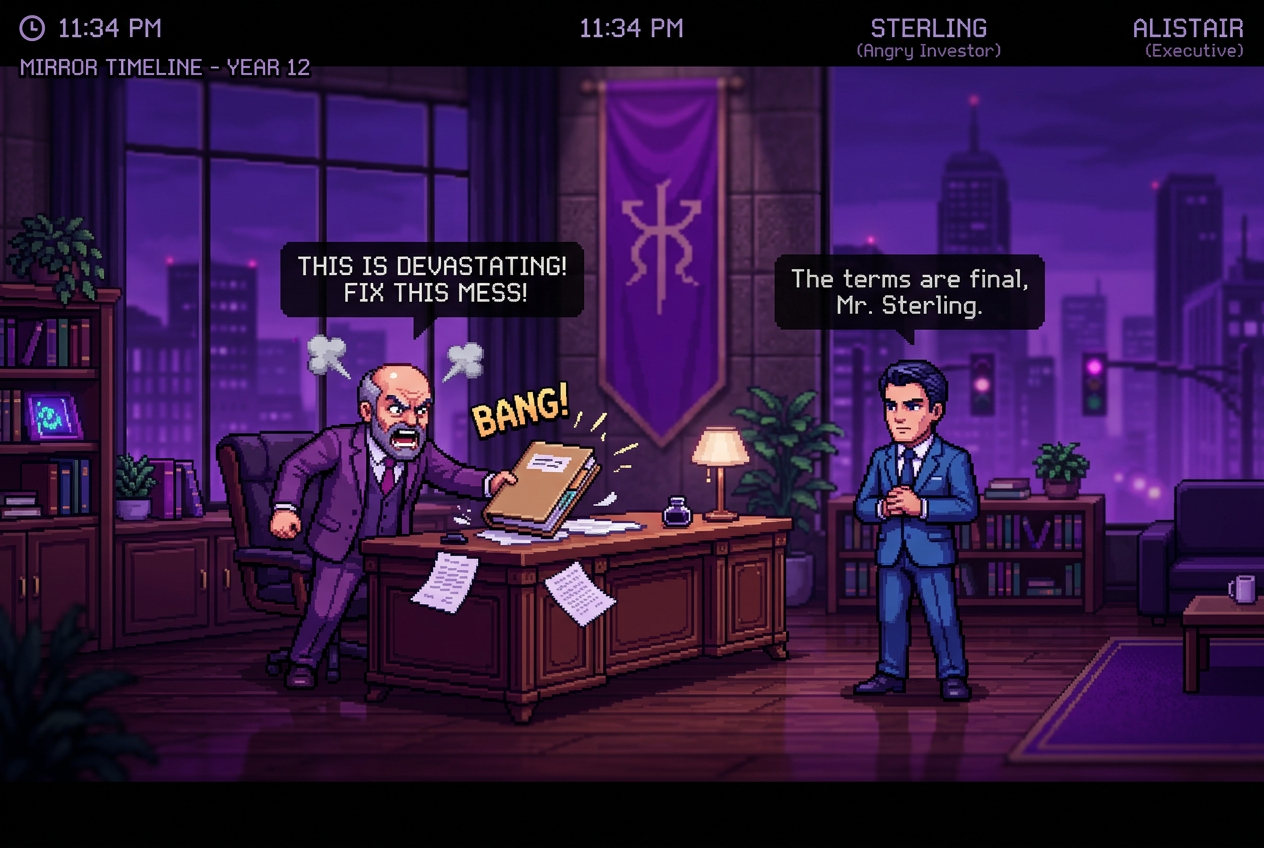 11:34 PM
11:34 PM
STERLING
(Angry Investor)
ALISTAIR
(Executive)
MIRROR TIMELINE - YEAR 12
THIS IS DEVASTATING!
FIX THIS MESS!
The terms are final,
Mr. Sterling.
BANG!